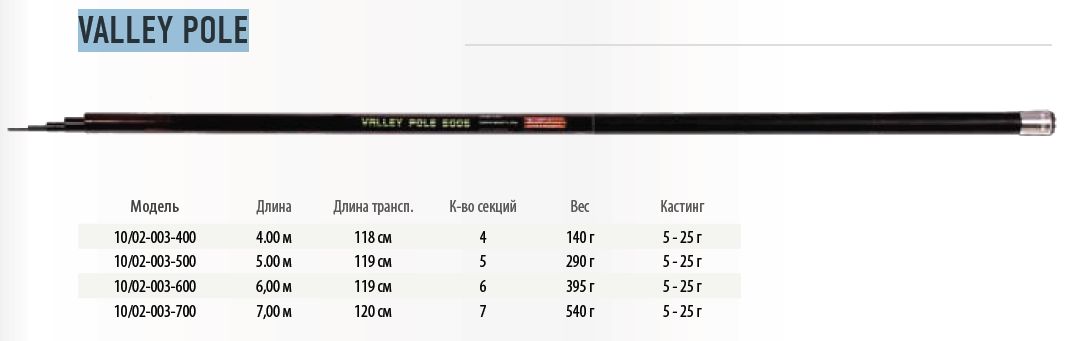 VALLEY POLE
VALLEY POLE 5005
Модель Длина Длина трансп. К-во секций Вес Кастинг
10/02-003-400 4.00 м 118 см 4 140 г 5 - 25 г
10/02-003-500 5.00 м 119 см 5 290 г 5 - 25 г
10/02-003-600 6,00 м 119 см 6 395 г 5 - 25 г
10/02-003-700 7,00 м 120 см 7 540 г 5 - 25 г